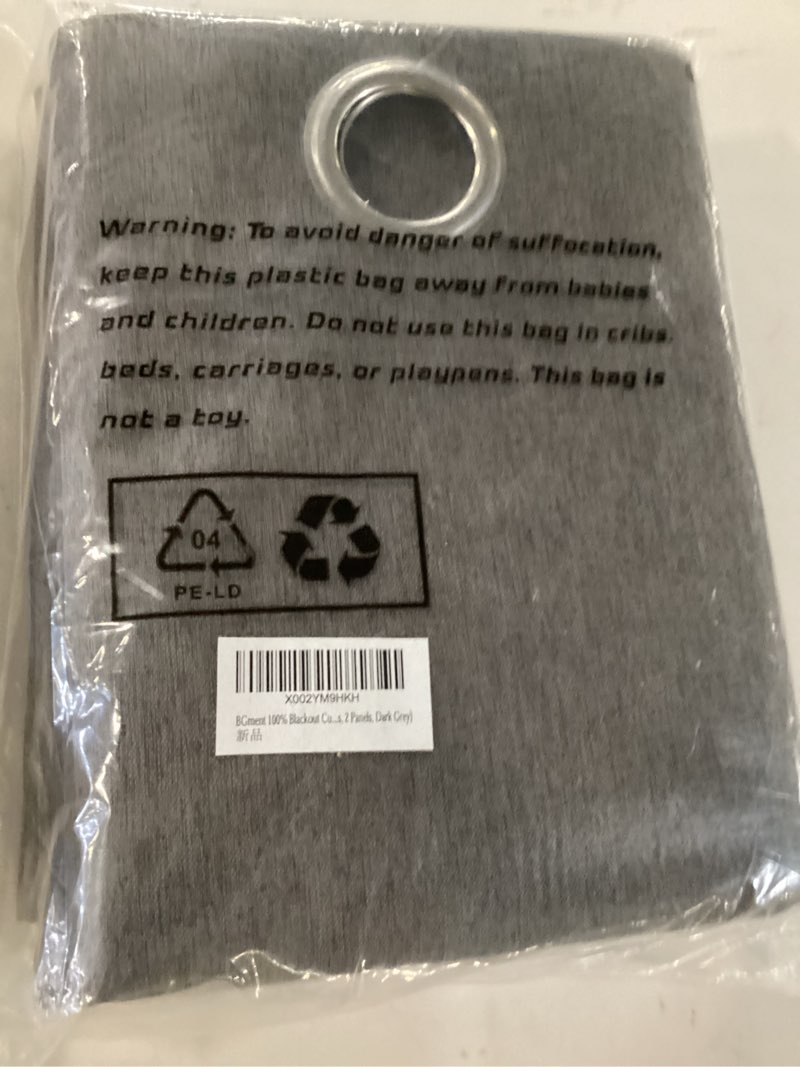 Warning: To avoid danger of suffocation,
keep this plastic bag away from babies
and children. Do not use this bag in cribs.
beds, carriages, or playpens. This bag is
not a toy.
04
PE-LD
X002YM9HKH
BGment 100% Blackout Cu...s, 2 Panels, Dark Grey)
新品